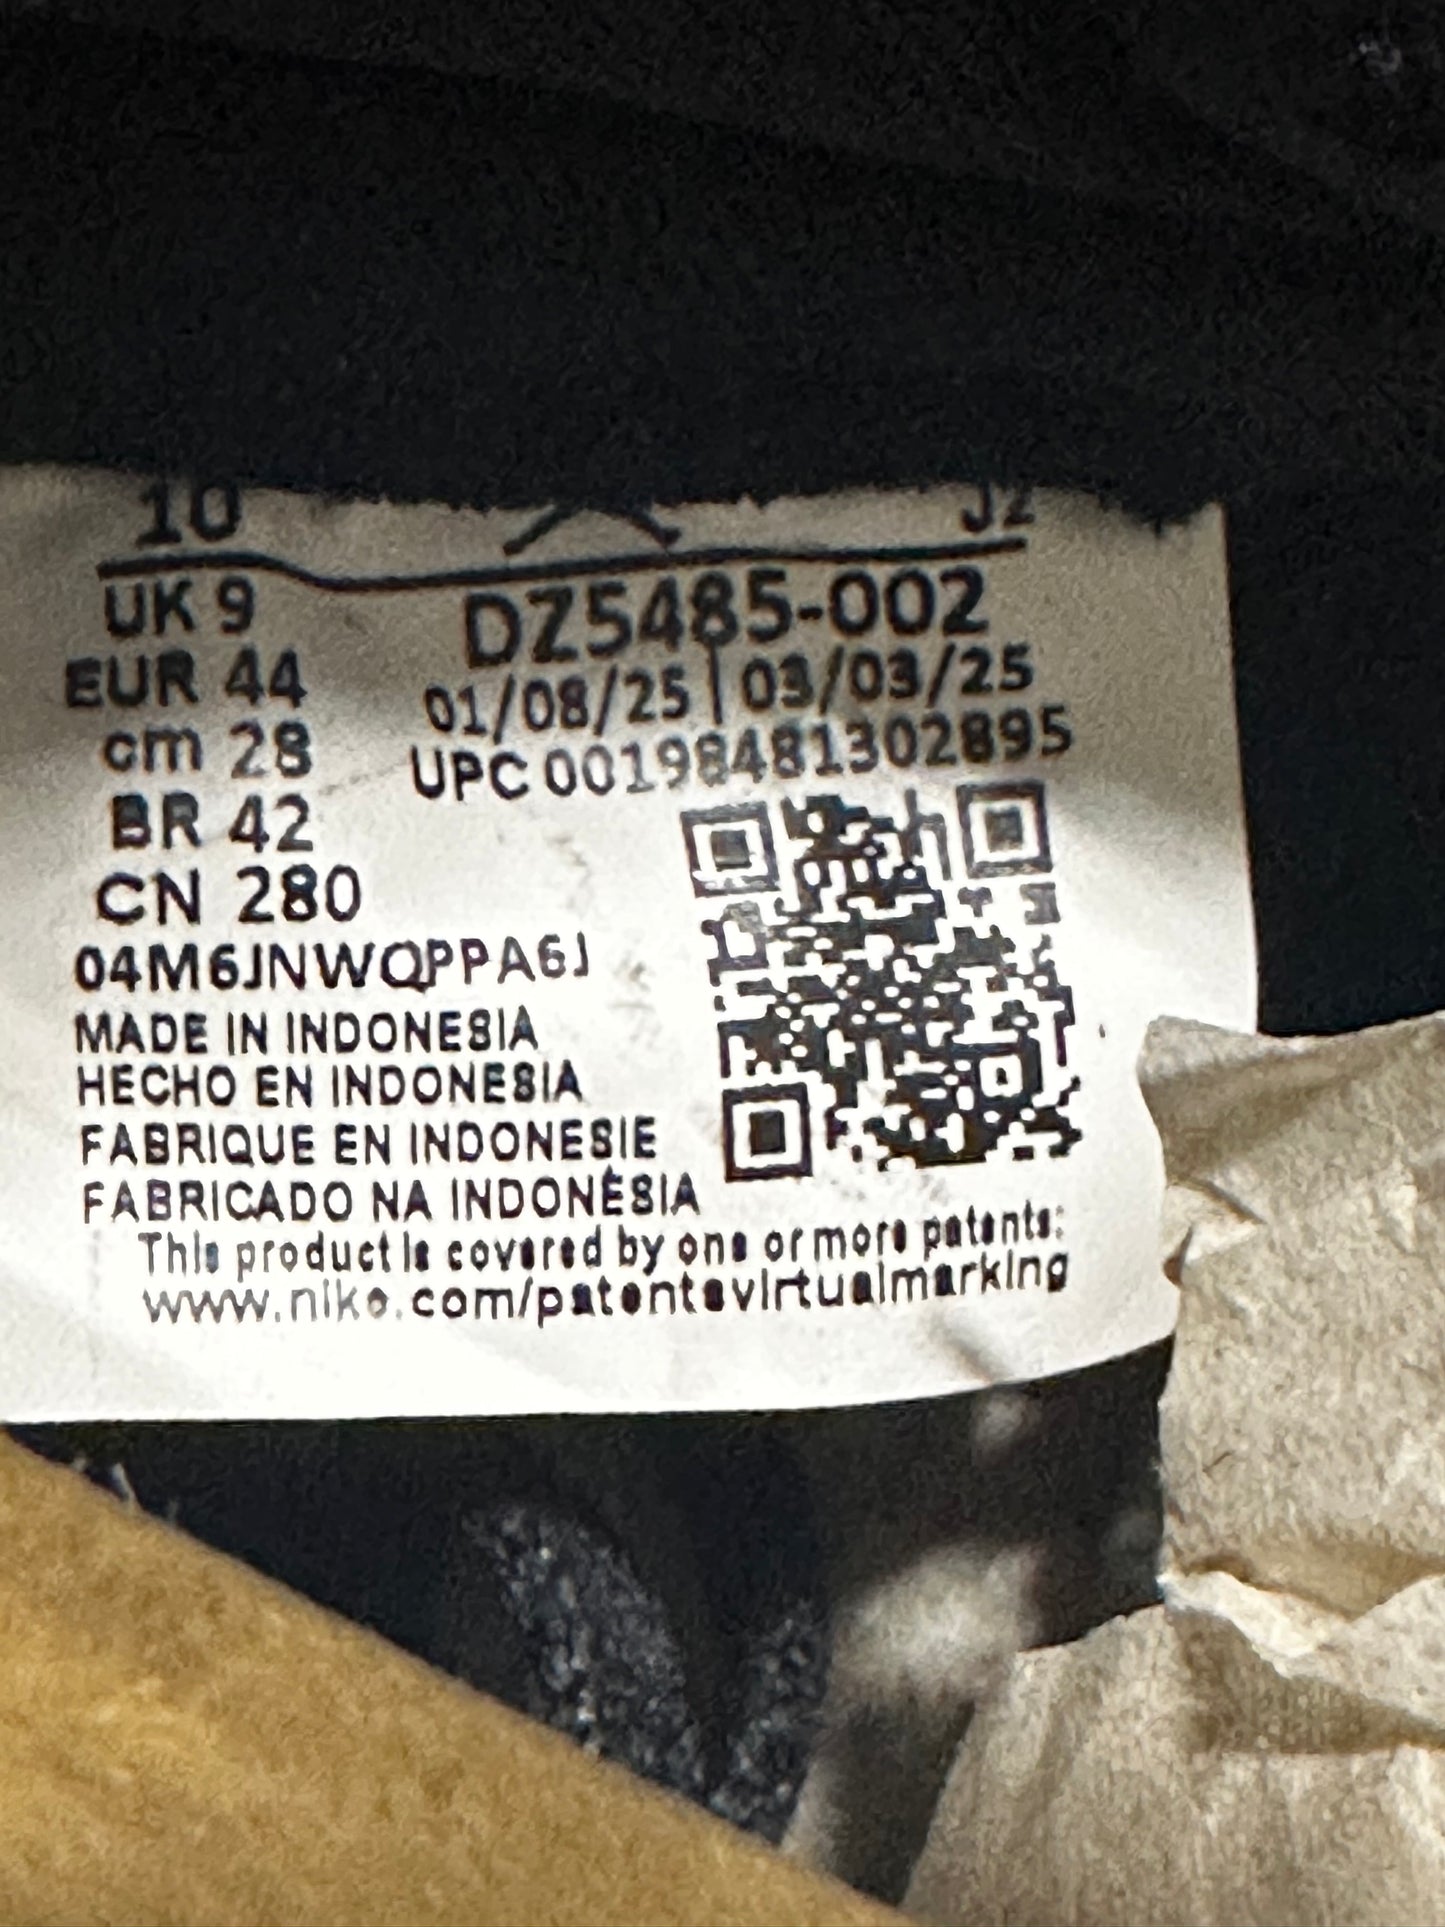 10 J2
UK 9 DZ5485-002
EUR 44 01/08/25 | 03/03/25
cm 28 UPC 00198481302895
BR 42
CN 280
04M6JNWQPPA6J
MADE IN INDONESIA
HECHO EN INDONESIA
FABRIQUE EN INDONESIE
FABRICADO NA INDONÉSIA
This product is covered by one or more patents:
www.nike.com/patentsvirtualmarking